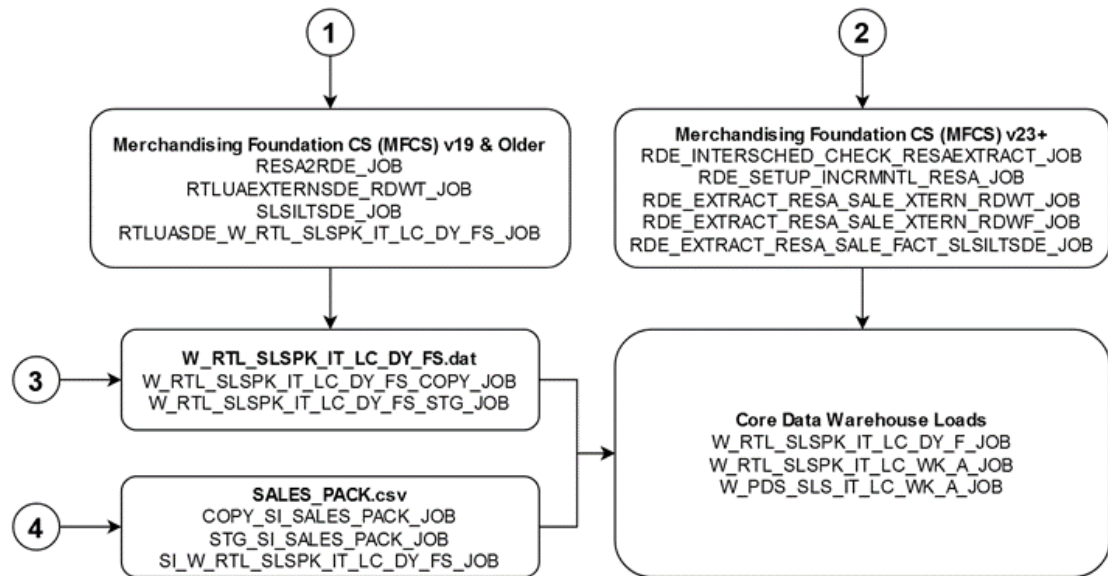 1
2
Merchandising Foundation CS (MFCS) v19 & Older
RESA2RDE_JOB
RTLUAEXTERNSDE_RDWT_JOB
SLSILTSDE_JOB
RTLUASDE_W_RTL_SLSPK_IT_LC_DY_FS_JOB
Merchandising Foundation CS (MFCS) v23+
RDE_INTERSCHED_CHECK_RESAEXTRACT_JOB
RDE_SETUP_INCRMNTL_RESA_JOB
RDE_EXTRACT_RESA_SALE_XTERN_RDWT_JOB
RDE_EXTRACT_RESA_SALE_XTERN_RDWF_JOB
RDE_EXTRACT_RESA_SALE_FACT_SLSILTSDE_JOB
3
W_RTL_SLSPK_IT_LC_DY_FS.dat
W_RTL_SLSPK_IT_LC_DY_FS_COPY_JOB
W_RTL_SLSPK_IT_LC_DY_FS_STG_JOB
4
SALES_PACK.csv
COPY_SI_SALES_PACK_JOB
STG_SI_SALES_PACK_JOB
SI_W_RTL_SLSPK_IT_LC_DY_FS_JOB
Core Data Warehouse Loads
W_RTL_SLSPK_IT_LC_DY_F_JOB
W_RTL_SLSPK_IT_LC_WK_A_JOB
W_PDS_SLS_IT_LC_WK_A_JOB